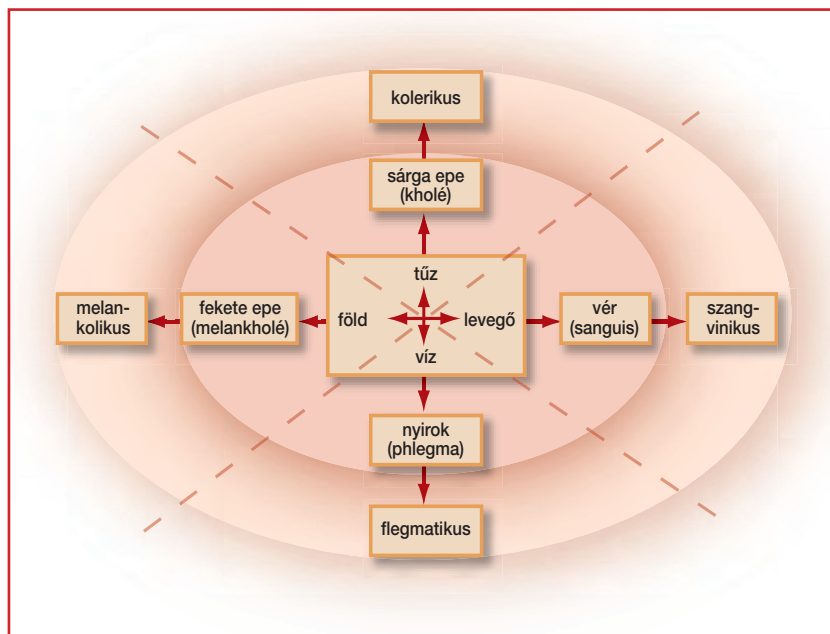 kolerikus
sárga epe
(kholé)
tűz
melan-
kolikus
fekete epe
(melankholé)
föld
levegő
vér
(sanguis)
szang-
vinikus
víz
nyirok
(phlegma)
flegmatikus